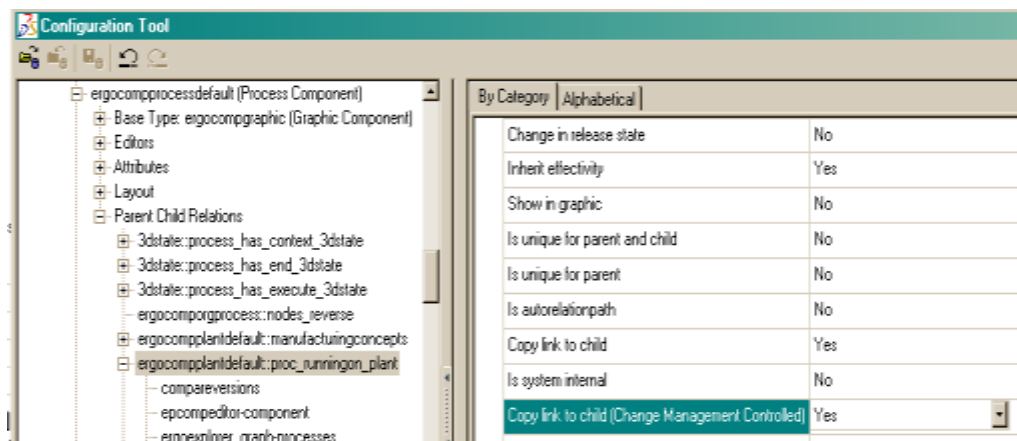 Configuration Tool
ergocompprocessdefault (Process Component)
Base Type: ergocompgraphic (Graphic Component)
Editors
Attributes
Layout
Parent Child Relations
3dstate::process_has_context_3dstate
3dstate::process_has_end_3dstate
3dstate::process_has_execute_3dstate
ergocomporgprocess::nodes_reverse
ergocompplantdefault::manufacturingconcepts
ergocompplantdefault::proc_runningon_plant
compareversions
epcompeditor-component
ergoexplorer_graph-processes
By Category Alphabetical
Change in release state No
Inherit effectivity Yes
Show in graphic No
Is unique for parent and child No
Is unique for parent No
Is autorelationpath No
Copy link to child Yes
Is system internal No
Copy link to child (Change Management Controlled) Yes